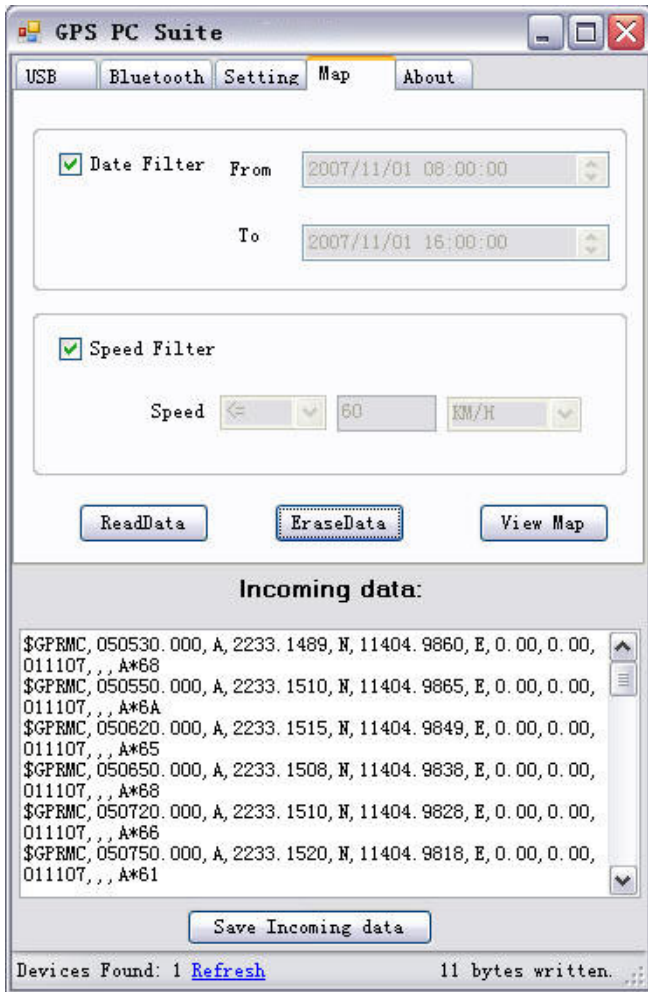 GPS PC Suite
USB Bluetooth Setting Map About
Date Filter From 2007/11/01 08:00:00
To 2007/11/01 16:00:00
Speed Filter
Speed <= 60 KM/H
ReadData EraseData View Map
Incoming data:
$GPRMC,050530.000,A,2233.1489,N,11404.9860,E,0.00,0.00,
011107,,,A*68
$GPRMC,050550.000,A,2233.1510,N,11404.9865,E,0.00,0.00,
011107,,,A*6A
$GPRMC,050620.000,A,2233.1515,N,11404.9849,E,0.00,0.00,
011107,,,A*65
$GPRMC,050650.000,A,2233.1508,N,11404.9838,E,0.00,0.00,
011107,,,A*68
$GPRMC,050720.000,A,2233.1510,N,11404.9828,E,0.00,0.00,
011107,,,A*66
$GPRMC,050750.000,A,2233.1520,N,11404.9818,E,0.00,0.00,
011107,,,A*61
Save Incoming data
Devices Found: 1 Refresh 11 bytes written.